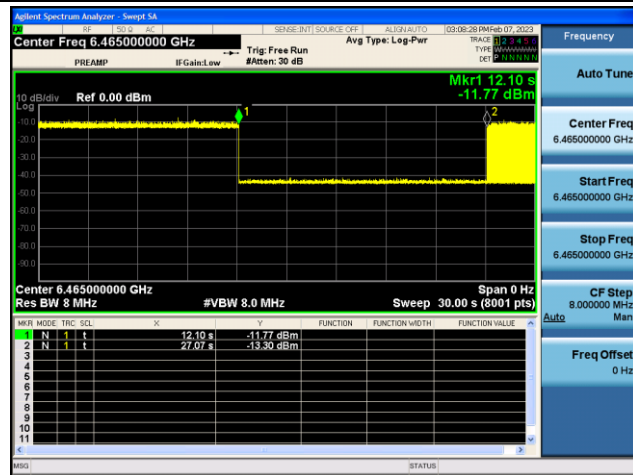 Agilent Spectrum Analyzer - Swept SA
RF 50 Ω AC SENSE:INT SOURCE OFF ALIGN AUTO 03:08:28 PM Feb 07, 2023
Center Freq 6.465000000 GHz
PREAMP IFGain:Low
Trig: Free Run
#Atten: 30 dB
Avg Type: Log-Pwr
TRACE 1 2 3 4 5
TYPE
DET P N N N N N
Mkr1 12.10 s
-11.77 dBm
10 dB/div Ref 0.00 dBm
Log
-10.0
-20.0
-30.0
-40.0
-50.0
-60.0
-70.0
-80.0
-90.0
1
2
Center 6.465000000 GHz Span 0 Hz
Res BW 8 MHz #VBW 8.0 MHz Sweep 30.00 s (8001 pts)
MKR MODE TRC SCL X Y FUNCTION FUNCTION WIDTH FUNCTION VALUE
1 N 1 t 12.10 s -11.77 dBm
2 N 1 t 27.07 s -13.30 dBm
3
4
5
6
7
8
9
10
11
MSG STATUS
Frequency
Auto Tune
Center Freq
6.465000000 GHz
Start Freq
6.465000000 GHz
Stop Freq
6.465000000 GHz
CF Step
8.000000 MHz
Auto Man
Freq Offset
0 Hz